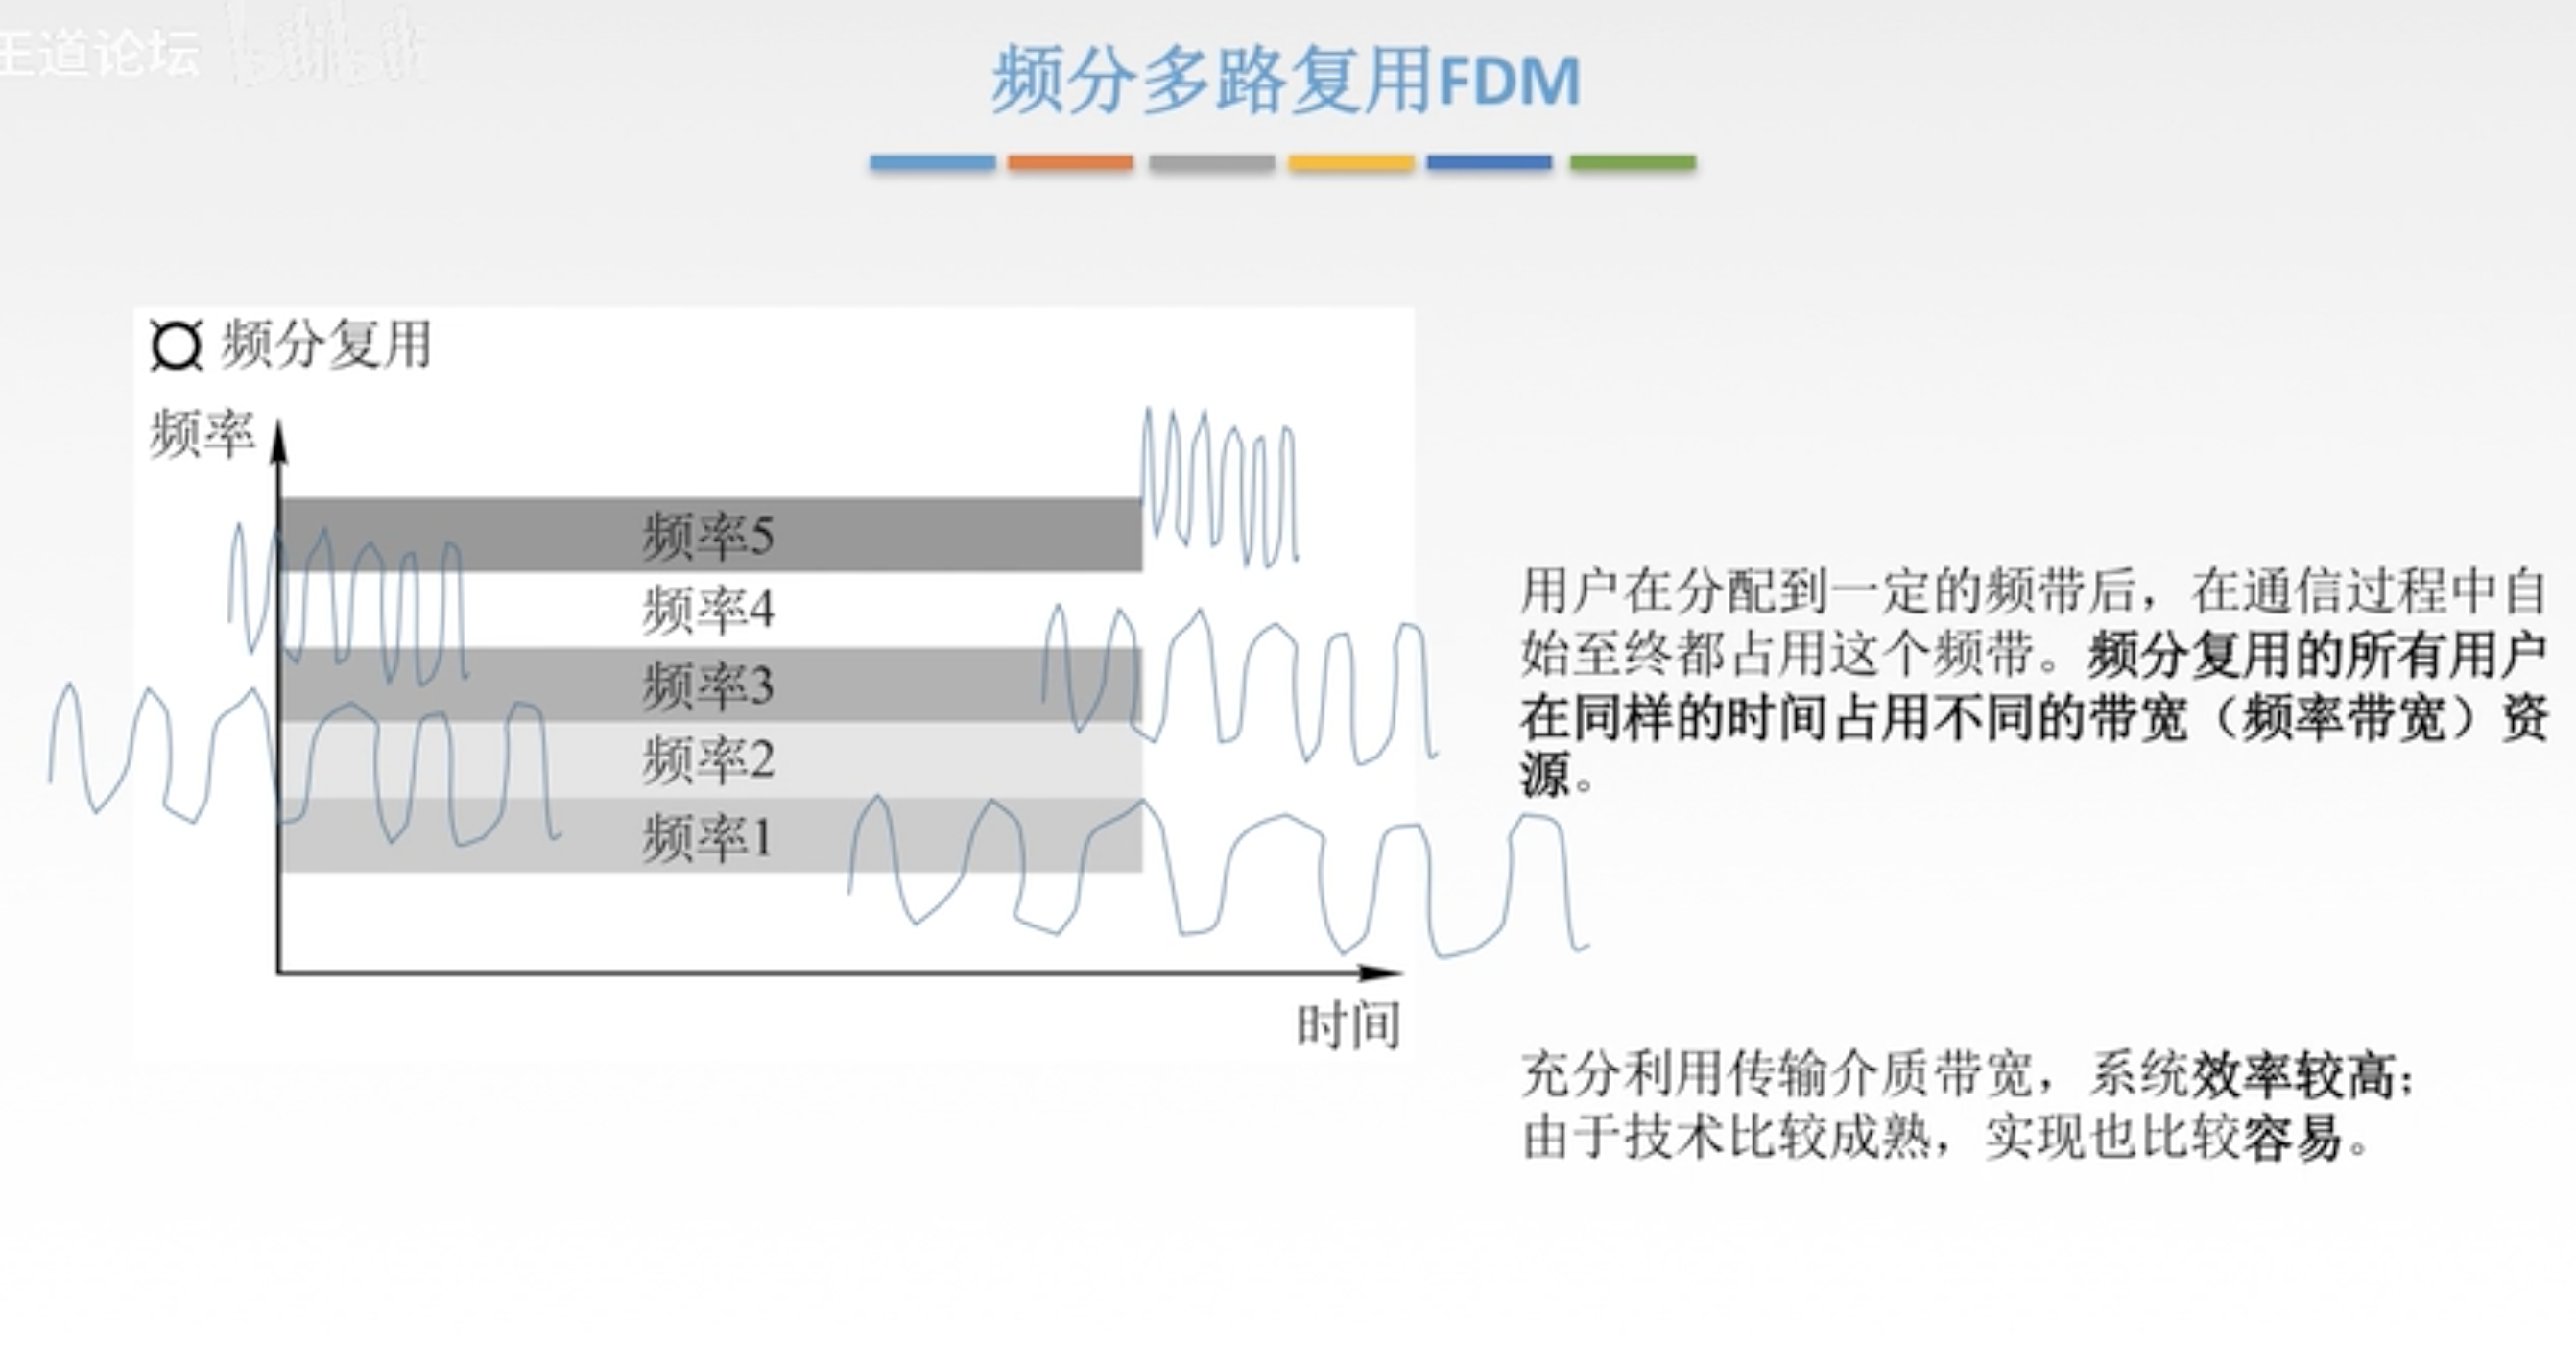 王道论坛 bilibili
频分多路复用FDM
频分复用
频率
频率5
频率4
频率3
频率2
频率1
时间
用户在分配到一定的频带后，在通信过程中自
始至终都占用这个频带。频分复用的所有用户
在同样的时间占用不同的带宽（频率带宽）资
源。
充分利用传输介质带宽，系统效率较高；
由于技术比较成熟，实现也比较容易。